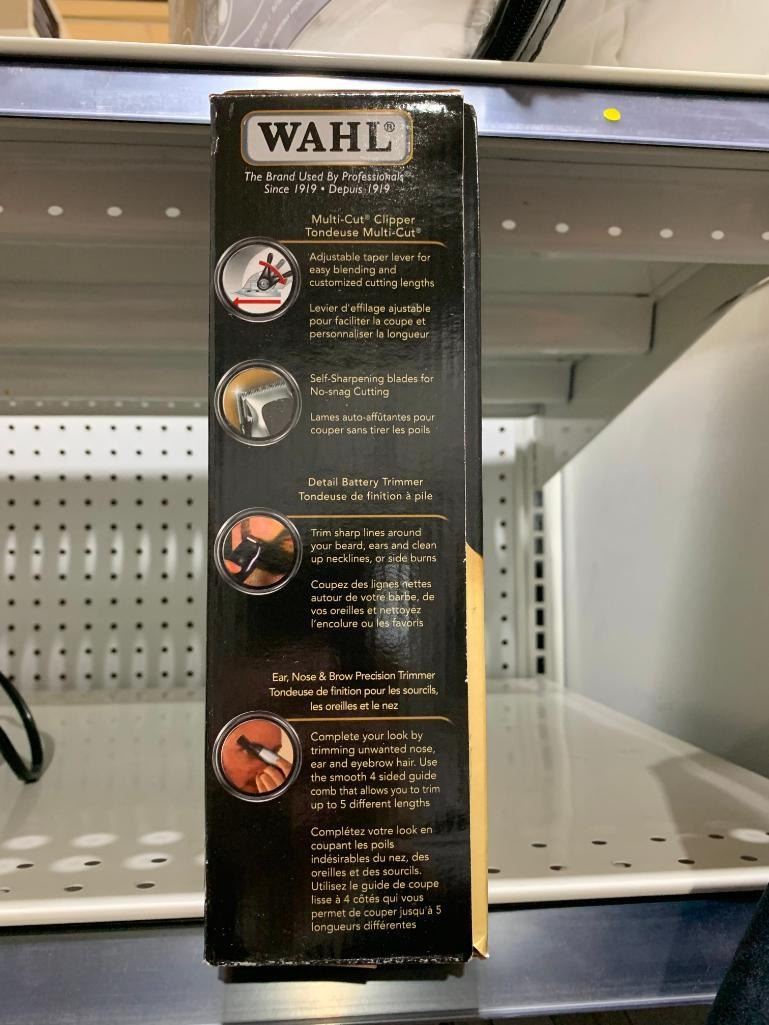 WAHL®
The Brand Used By Professionals
Since 1919 • Depuis 1919
Multi-Cut® Clipper
Tondeuse Multi-Cut®
Adjustable taper lever for
easy blending and
customized cutting lengths
Levier d'effilage ajustable
pour faciliter la coupe et
personnaliser la longueur
Self-Sharpening blades for
No-snag Cutting
Lames auto-affûtantes pour
couper sans tirer les poils
Detail Battery Trimmer
Tondeuse de finition à pile
Trim sharp lines around
your beard, ears and clean
up necklines, or side burns
Coupez des lignes nettes
autour de votre barbe, de
vos oreilles et nettoyez
l'encolure ou les favoris
Ear, Nose & Brow Precision Trimmer
Tondeuse de finition pour les sourcils,
les oreilles et le nez
Complete your look by
trimming unwanted nose,
ear and eyebrow hair. Use
the smooth 4 sided guide
comb that allows you to trim
up to 5 different lengths
Complétez votre look en
coupant les poils
indésirables du nez, des
oreilles et des sourcils.
Utilisez le guide de coupe
lisse à 4 côtés qui vous
permet de couper jusqu'à 5
longueurs différentes